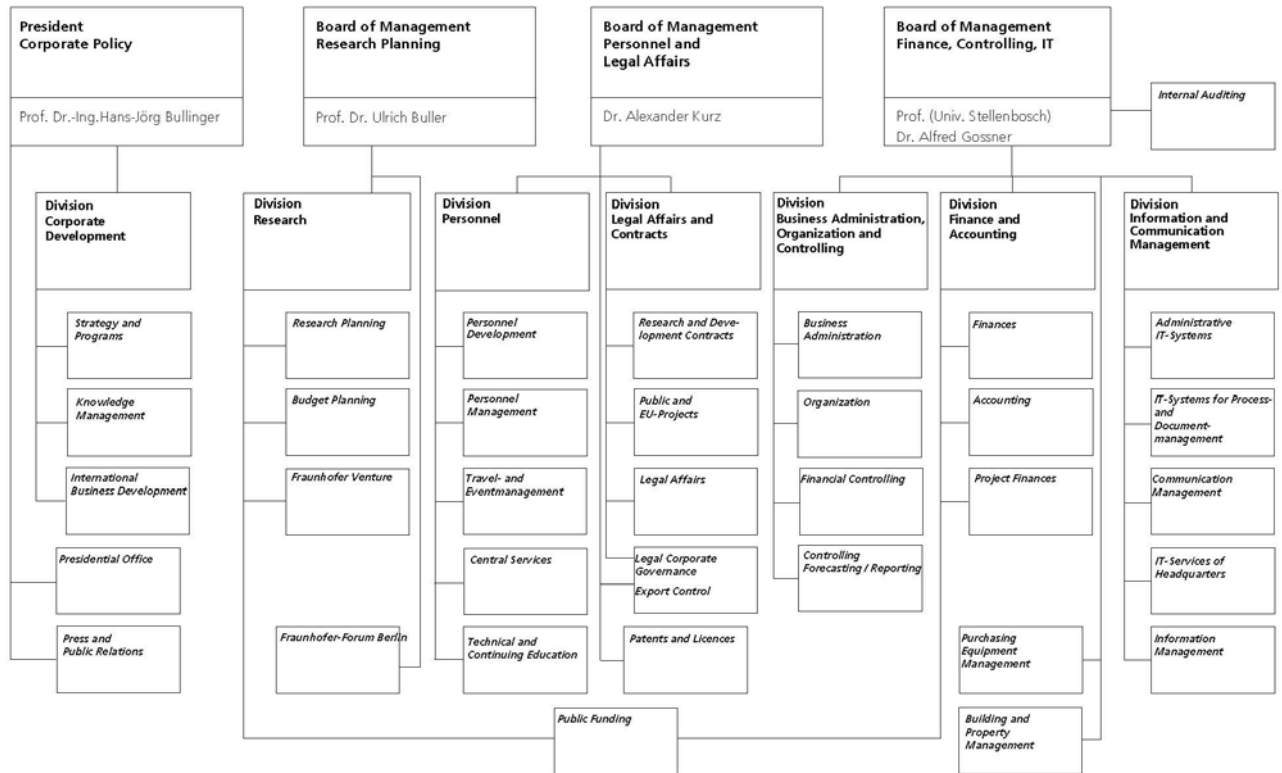 President
Corporate Policy
Prof. Dr.-Ing.Hans-Jörg Bullinger
Board of Management
Research Planning
Prof. Dr. Ulrich Buller
Board of Management
Personnel and
Legal Affairs
Dr. Alexander Kurz
Board of Management
Finance, Controlling, IT
Prof. (Univ. Stellenbosch)
Dr. Alfred Gossner
Internal Auditing
Division
Corporate
Development
Division
Research
Division
Personnel
Division
Legal Affairs and
Contracts
Division
Business Administration,
Organization and
Controlling
Division
Finance and
Accounting
Division
Information and
Communication
Management
Strategy and
Programs
Knowledge
Management
International
Business Development
Presidential Office
Press and
Public Relations
Research Planning
Budget Planning
Fraunhofer Venture
Fraunhofer-Forum Berlin
Personnel
Development
Personnel
Management
Travel- and
Eventmanagement
Central Services
Technical and
Continuing Education
Research and Deve-
lopment Contracts
Public and
EU-Projects
Legal Affairs
Legal Corporate
Governance
Export Control
Patents and Licences
Business
Administration
Organization
Financial Controlling
Controlling
Forecasting / Reporting
Finances
Accounting
Project Finances
Purchasing
Equipment
Management
Building and
Property
Management
Administrative
IT-Systems
IT-Systems for Process-
and
Document-
management
Communication
Management
IT-Services of
Headquarters
Information
Management
Public Funding